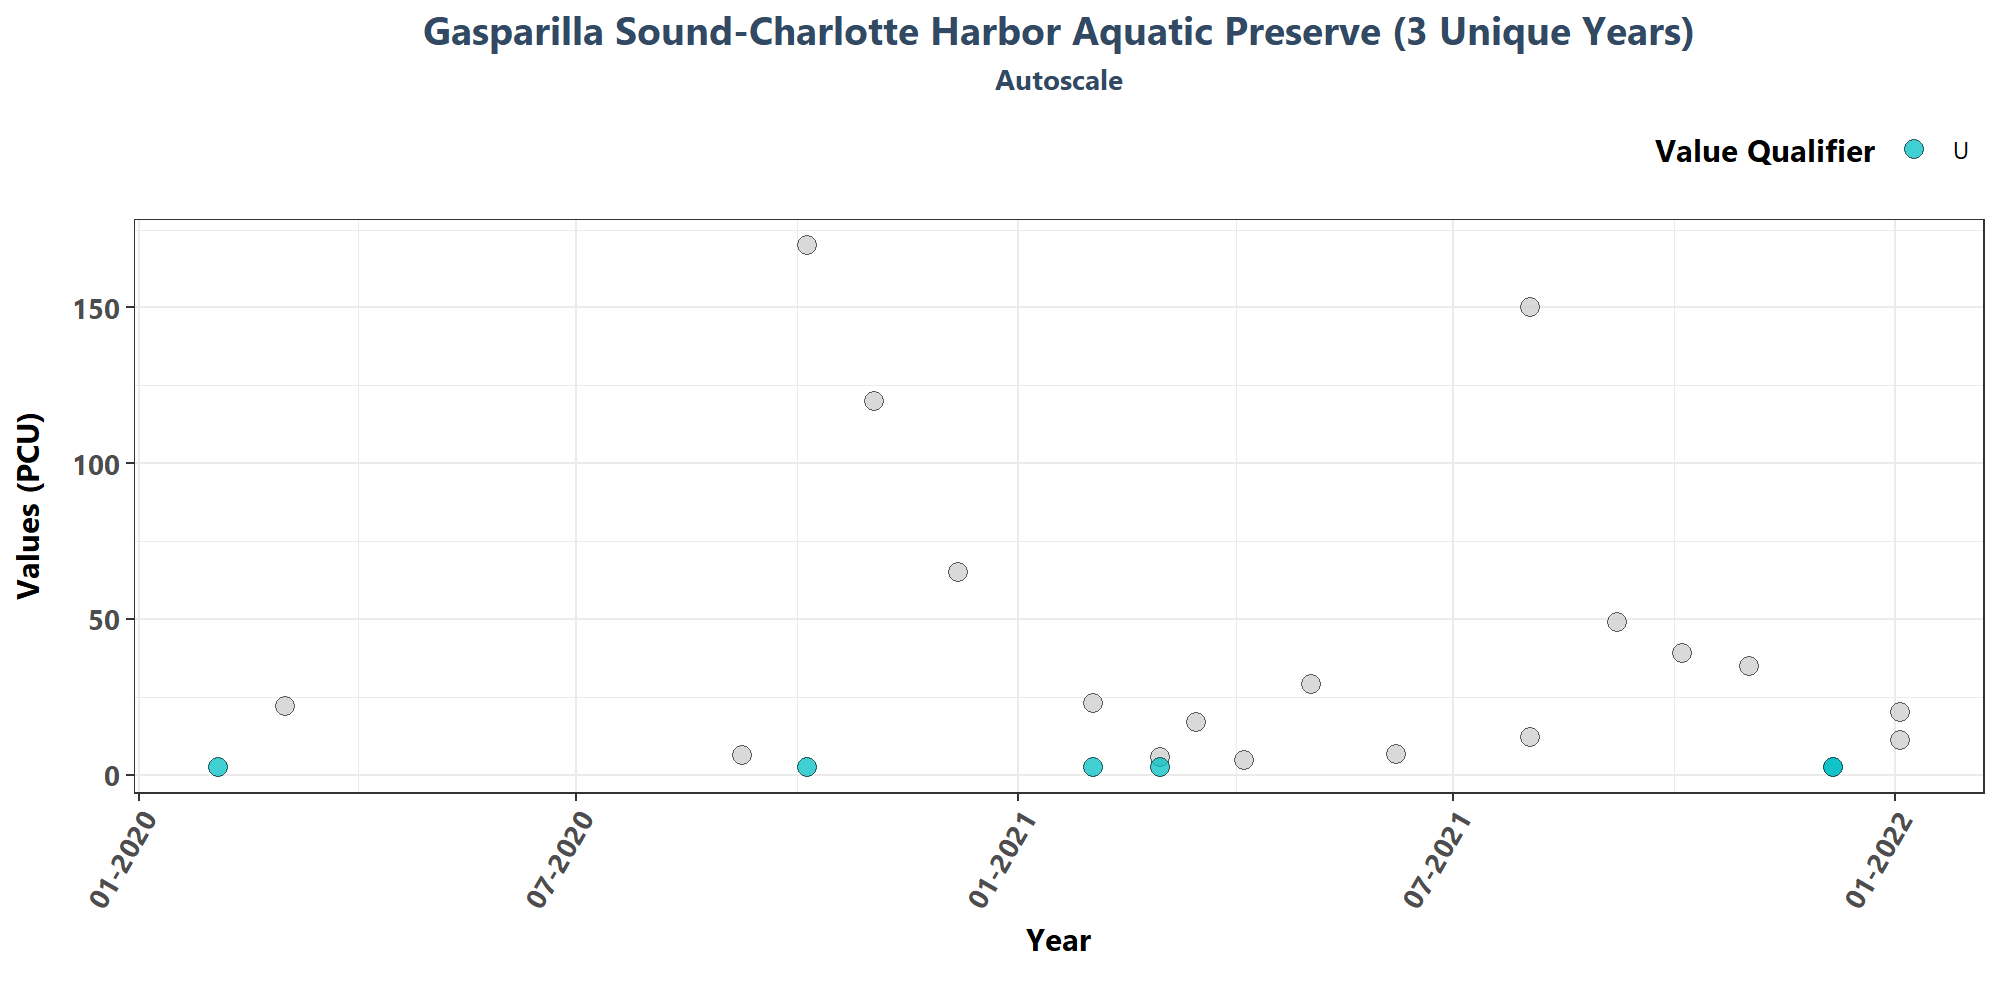 Gasparilla Sound-Charlotte Harbor Aquatic Preserve (3 Unique Years)
Autoscale
Value Qualifier U
Values (PCU)
150
100
50
0
01-2020 07-2020 01-2021 07-2021 01-2022
Year